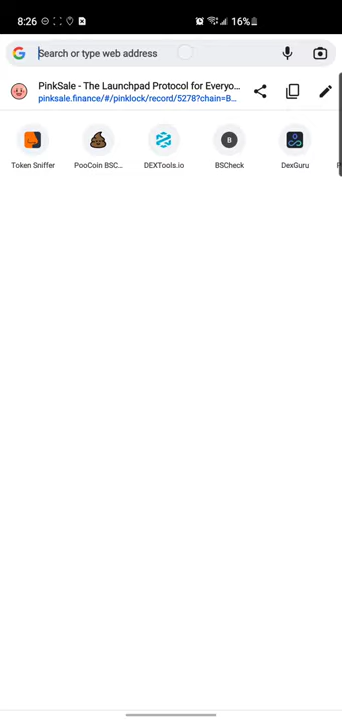 8:26
16%
Search or type web address
PinkSale - The Launchpad Protocol for Everyo...
pinksale.finance/#/pinklock/record/5278?chain=B...
Token Sniffer
PooCoin BSC...
DEXTools.io
B
BSCheck
DexGuru